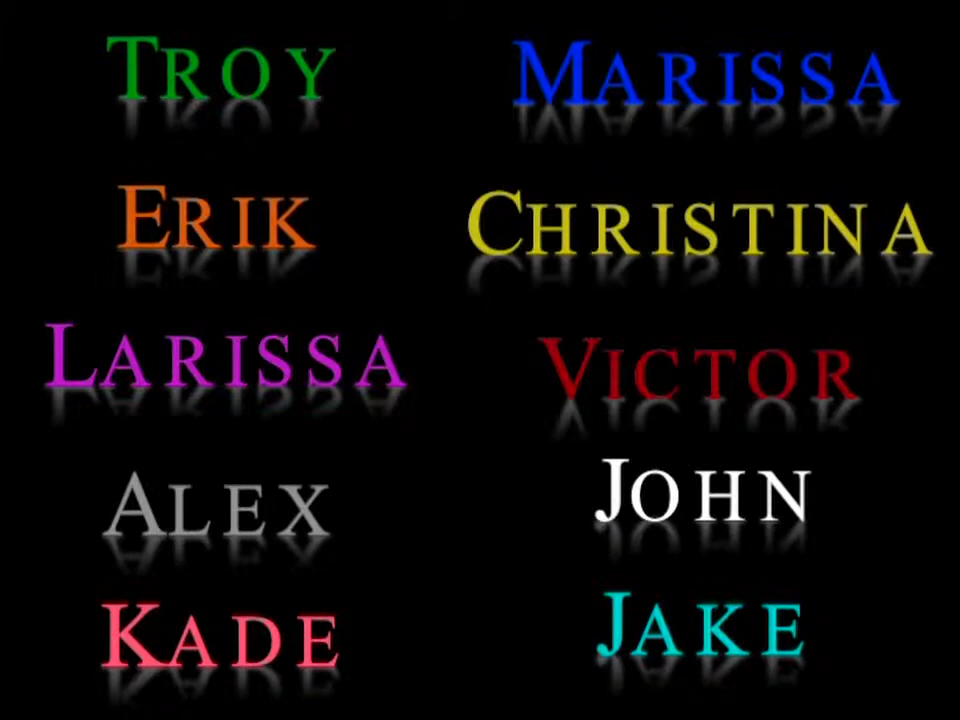 TROY
MARISSA
ERIK
CHRISTINA
LARISSA
VICTOR
ALEX
JOHN
KADE
JAKE